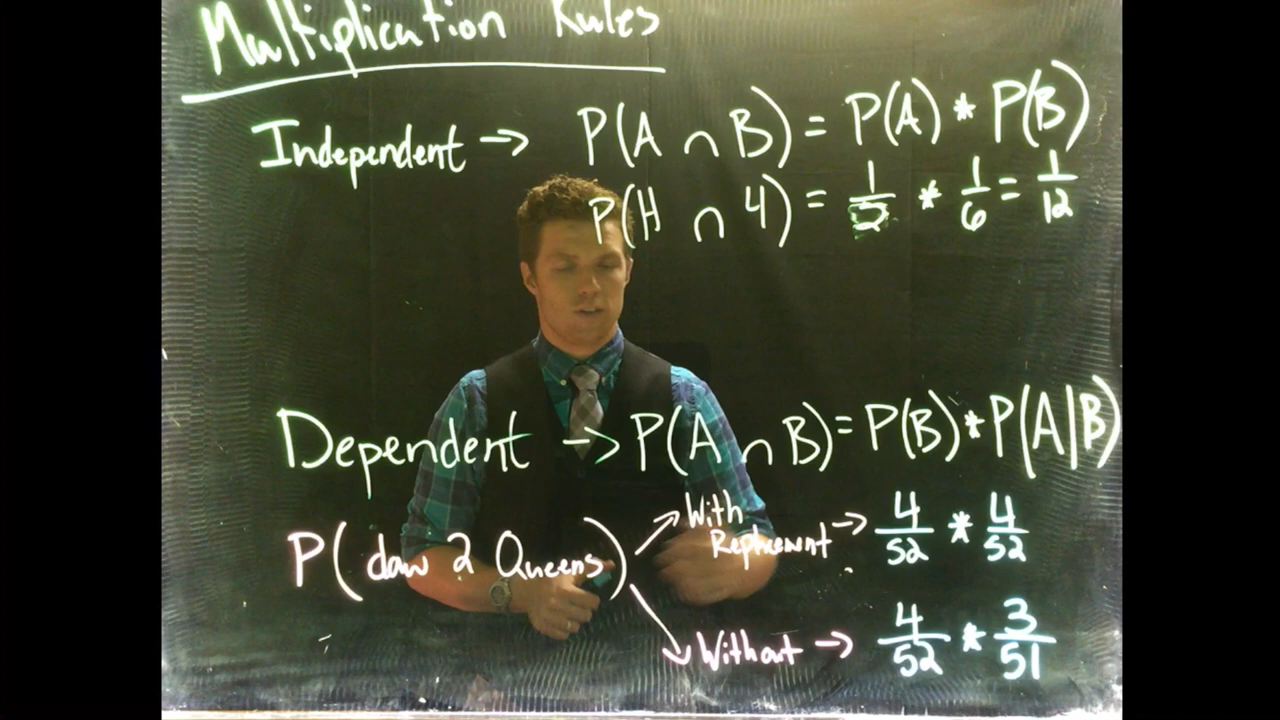 Multiplication Rules
Independent → P(A ∩ B) = P(A) * P(B)
P(H ∩ 4) = 1/2 * 1/6 = 1/12
Dependent → P(A ∩ B) = P(B) * P(A|B)
P( daw 2 Queens)
With
Replacement → 4/52 * 4/52
Without → 4/52 * 3/51